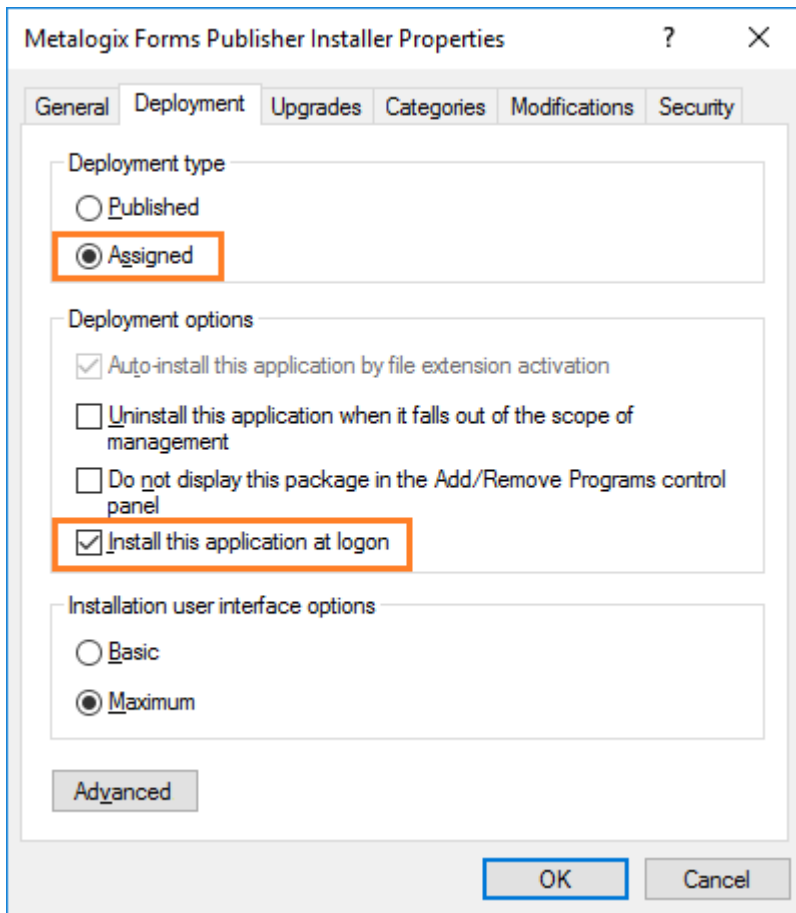 Metalogix Forms Publisher Installer Properties ?
General Deployment Upgrades Categories Modifications Security
Deployment type
Published
Assigned
Deployment options
Auto-install this application by file extension activation
Uninstall this application when it falls out of the scope of
management
Do not display this package in the Add/Remove Programs control
panel
Install this application at logon
Installation user interface options
Basic
Maximum
Advanced
OK Cancel